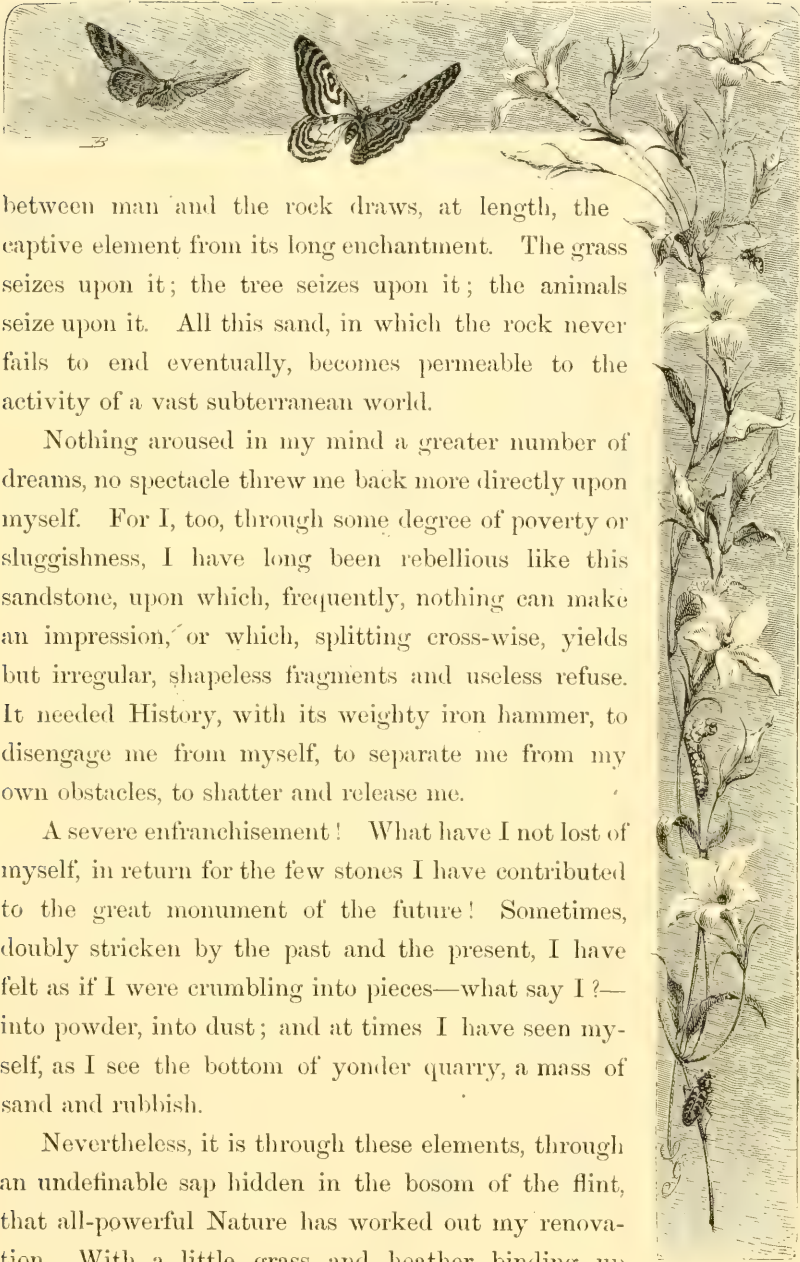 between man and the rock draws, at length, the
captive element from its long enchantment. The grass
seizes upon it; the tree seizes upon it; the animals
seize upon it. All this sand, in which the rock never
fails to end eventually, becomes permeable to the
activity of a vast subterranean world.
Nothing aroused in my mind a greater number of
dreams, no spectacle threw me back more directly upon
myself. For I, too, through some degree of poverty or
sluggishness, I have long been rebellious like this
sandstone, upon which, frequently, nothing can make
an impression, or which, splitting cross-wise, yields
but irregular, shapeless fragments and useless refuse.
It needed History, with its weighty iron hammer, to
disengage me from myself, to separate me from my
own obstacles, to shatter and release me.
A severe enfranchisement! What have I not lost of
myself, in return for the few stones I have contributed
to the great monument of the future! Sometimes,
doubly stricken by the past and the present, I have
felt as if I were crumbling into pieces—what say I?—
into powder, into dust; and at times I have seen my-
self, as I see the bottom of yonder quarry, a mass of
sand and rubbish.
Nevertheless, it is through these elements, through
an undefinable sap hidden in the bosom of the flint,
that all-powerful Nature has worked out my renova-
tion. With a little grass and heather binding up